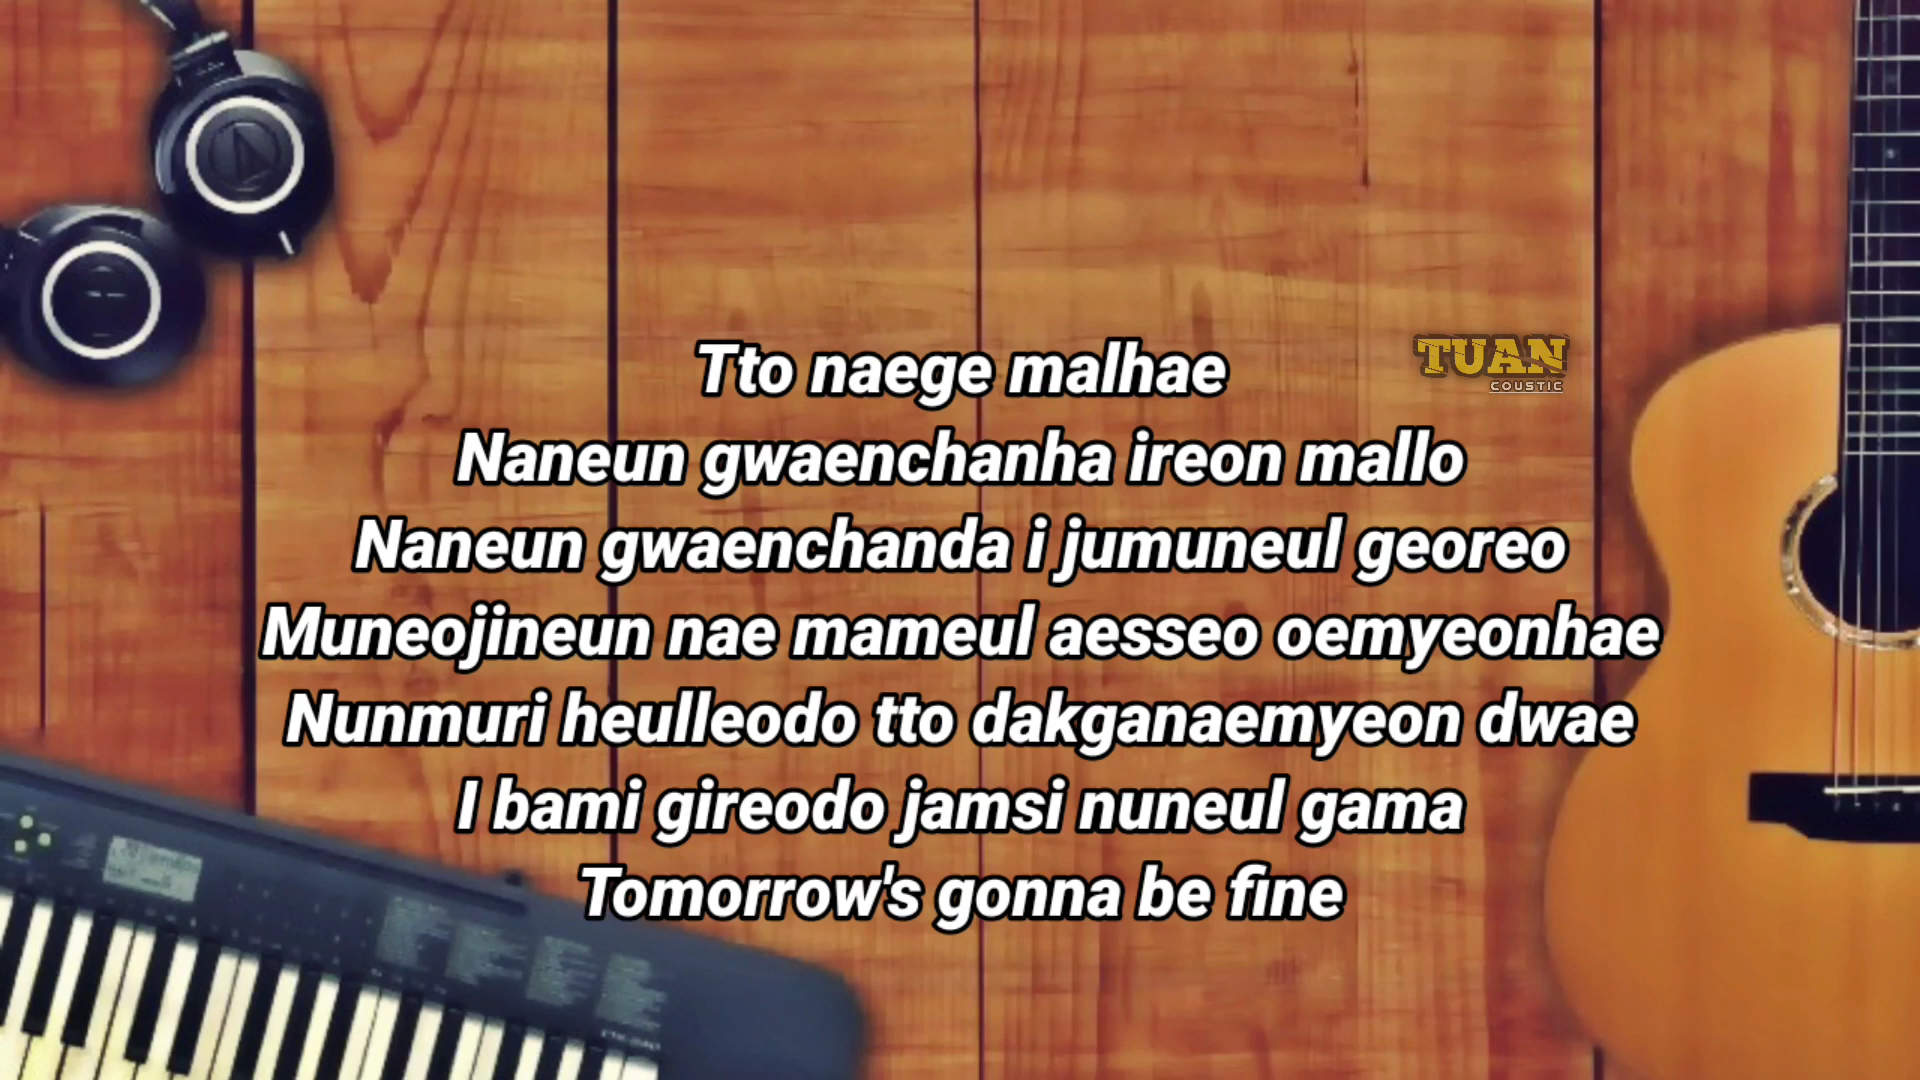 Tto naege malhae
TUAN
COUSTIC
Naneun gwaenchanha ireon mallo
Naneun gwaenchanda i jumuneul georeo
Muneojineun nae mameul aesseo oemyeonhae
Nunmuri heulleodo tto dakganaemyeon dwae
I bami gireodo jamsi nuneul gama
Tomorrow's gonna be fine